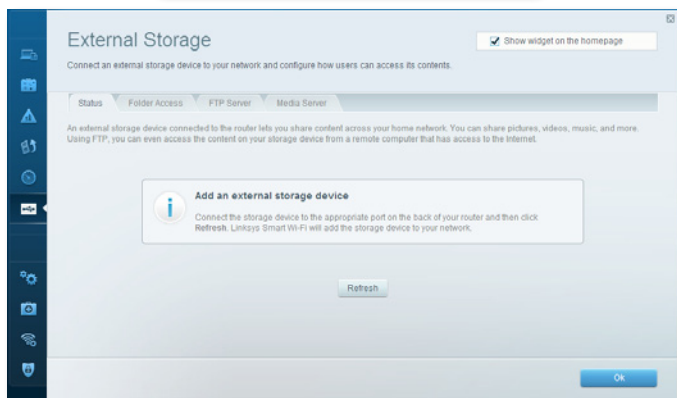 External Storage
Show widget on the homepage
Connect an external storage device to your network and configure how users can access its contents.
Status
Folder Access
FTP Server
Media Server
An external storage device connected to the router lets you share content across your home network. You can share pictures, videos, music, and more.
Using FTP, you can even access the content on your storage device from a remote computer that has access to the Internet.
Add an external storage device
Connect the storage device to the appropriate port on the back of your router and then click
Refresh. Linksys Smart Wi-Fi will add the storage device to your network.
Refresh
Ok